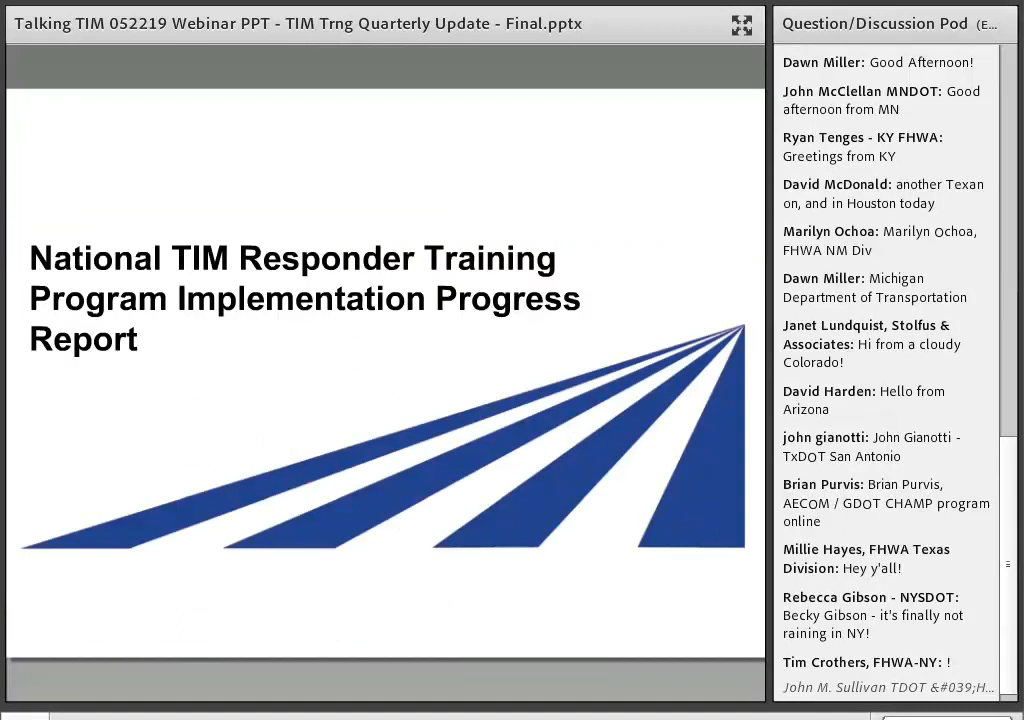 Talking TIM 052219 Webinar PPT - TIM Trng Quarterly Update - Final.pptx
National TIM Responder Training
Program Implementation Progress
Report
Question/Discussion Pod (E...
Dawn Miller: Good Afternoon!
John McClellan MNDOT: Good
afternoon from MN
Ryan Tenges - KY FHWA:
Greetings from KY
David McDonald: another Texan
on, and in Houston today
Marilyn Ochoa: Marilyn Ochoa,
FHWA NM Div
Dawn Miller: Michigan
Department of Transportation
Janet Lundquist, Stolfus &
Associates: Hi from a cloudy
Colorado!
David Harden: Hello from
Arizona
john gianotti: John Gianotti -
TxDOT San Antonio
Brian Purvis: Brian Purvis,
AECOM / GDOT CHAMP program
online
Millie Hayes, FHWA Texas
Division: Hey y'all!
Rebecca Gibson - NYSDOT:
Becky Gibson - it's finally not
raining in NY!
Tim Crothers, FHWA-NY: !
John M. Sullivan TDOT &#039;H...